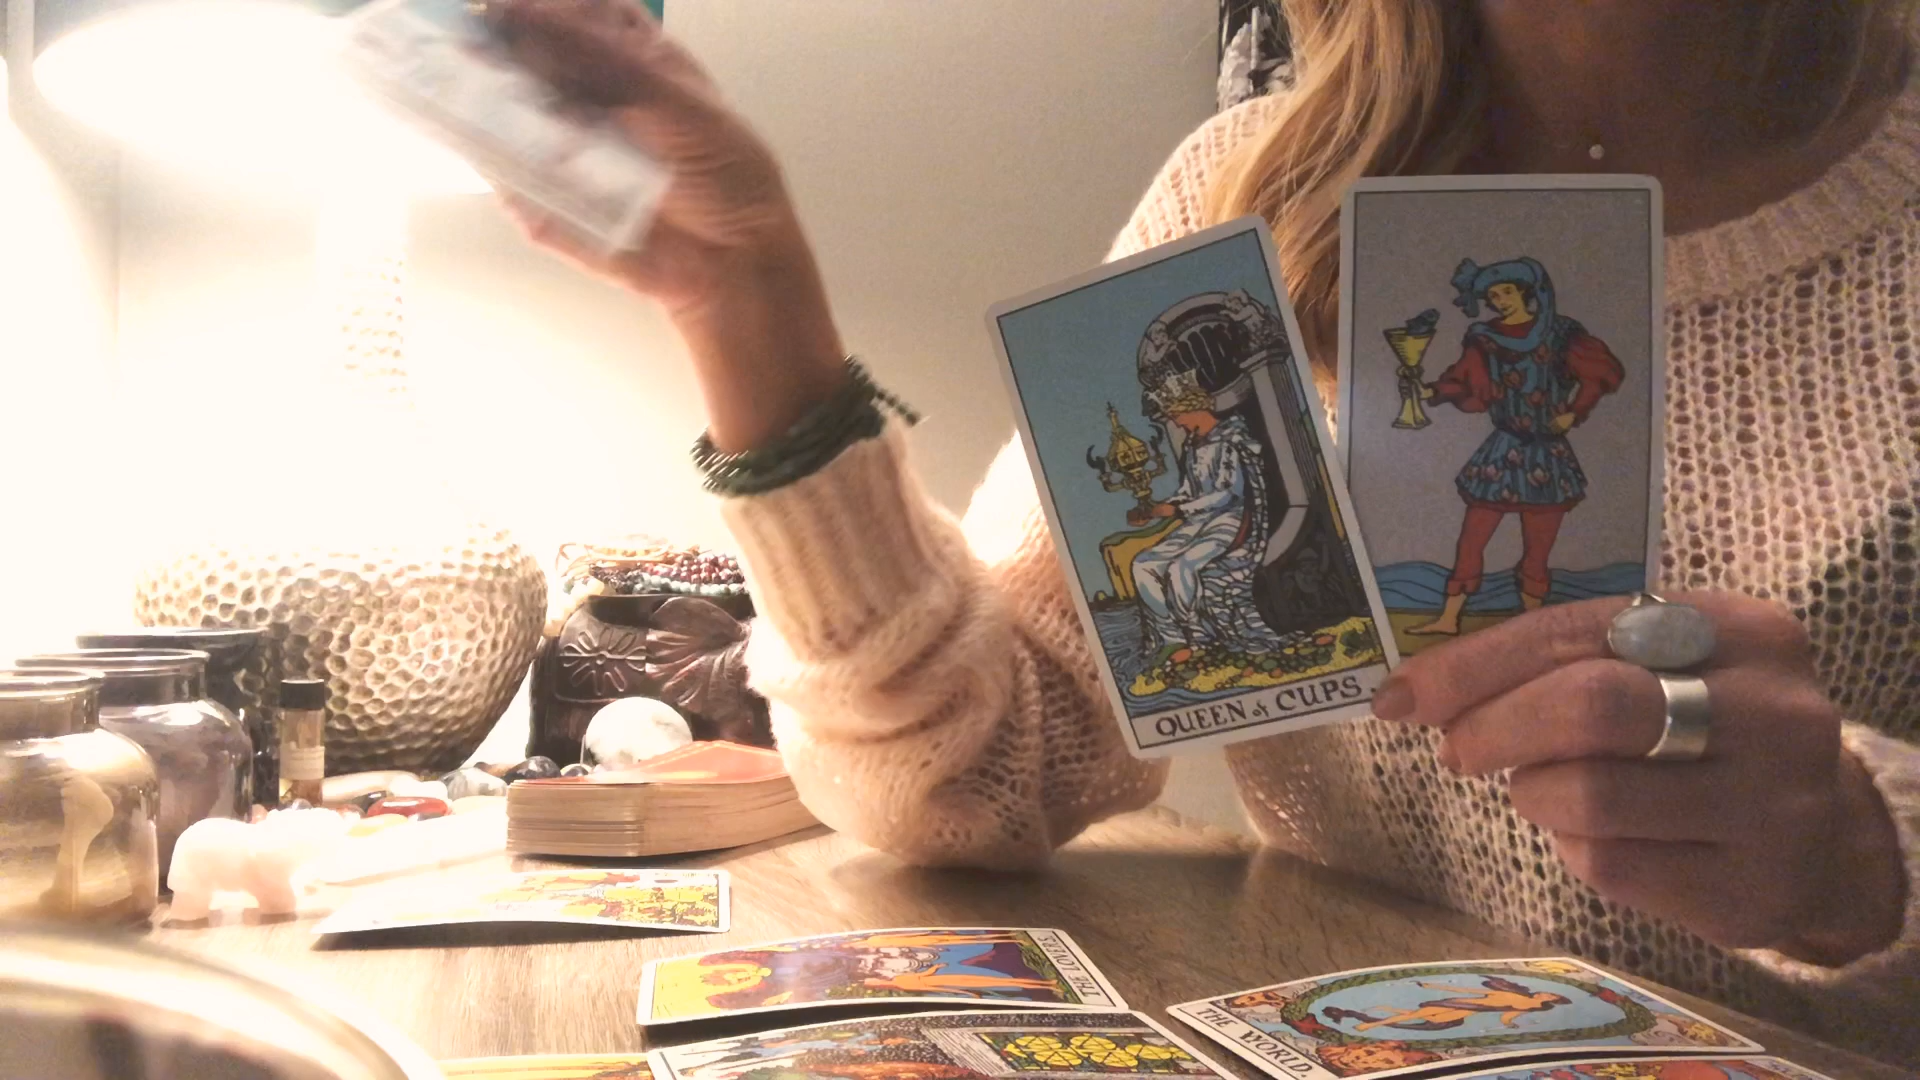 QUEEN of CUPS.
THE LOVERS
THE WORLD.